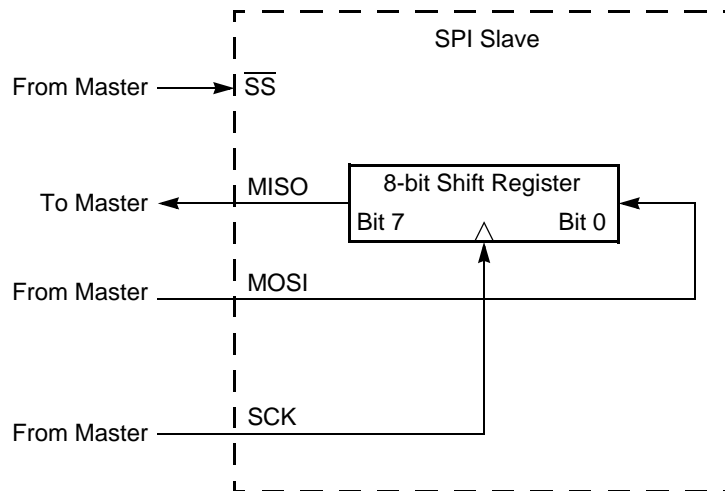 SPI Slave
From Master
S̅S̅
To Master
MISO
8-bit Shift Register
Bit 7
Bit 0
From Master
MOSI
From Master
SCK